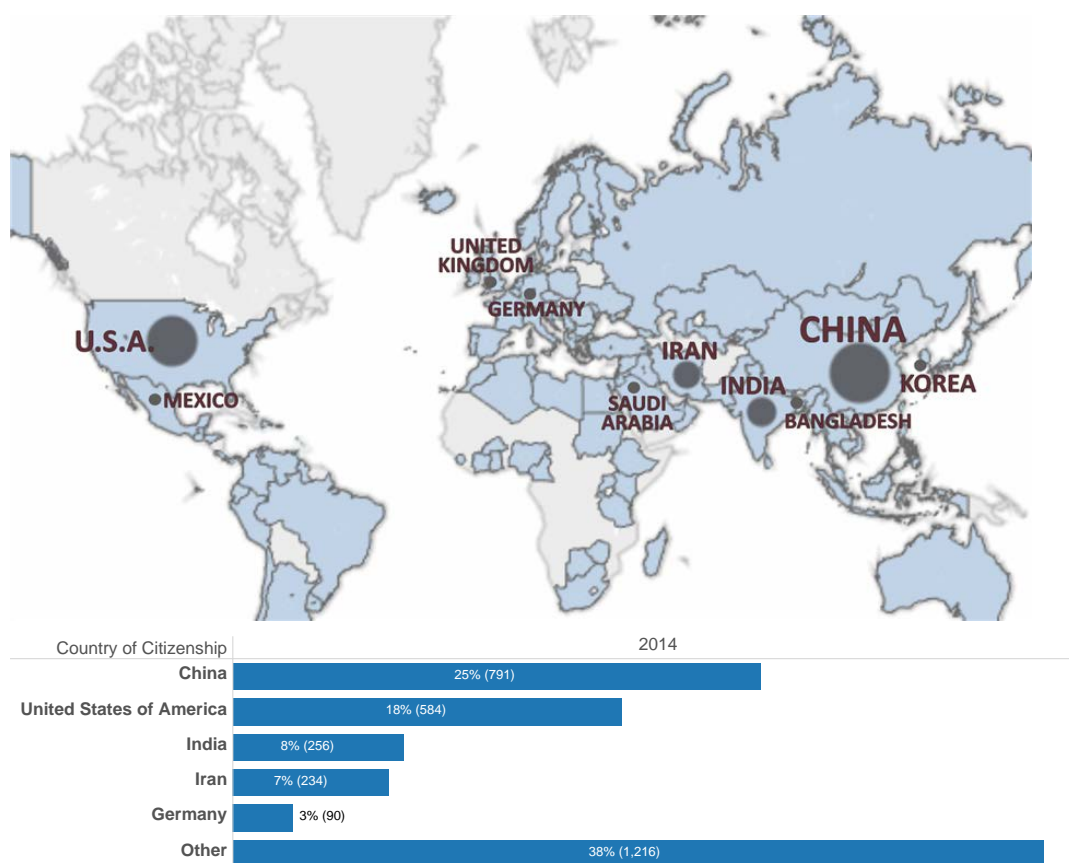 UNITED
KINGDOM
GERMANY
U.S.A.
CHINA
IRAN
INDIA
KOREA
MEXICO
SAUDI
ARABIA
BANGLADESH
Country of Citizenship 2014
China 25% (791)
United States of America 18% (584)
India 8% (256)
Iran 7% (234)
Germany 3% (90)
Other 38% (1,216)